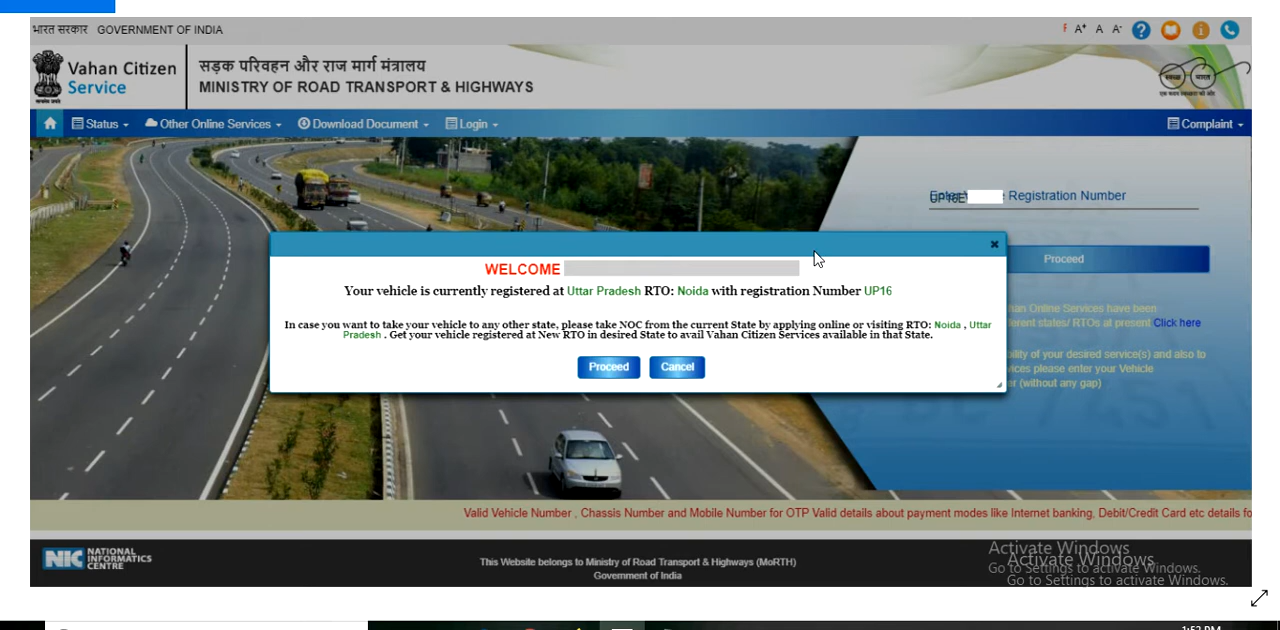 भारत सरकार GOVERNMENT OF INDIA
A+ A A-
Vahan Citizen
Service
सड़क परिवहन और राज मार्ग मंत्रालय
MINISTRY OF ROAD TRANSPORT & HIGHWAYS
Status
Other Online Services
Download Document
Login
Complaint
Registration Number
Proceed
WELCOME
Your vehicle is currently registered at Uttar Pradesh RTO: Noida with registration Number UP16
In case you want to take your vehicle to any other state, please take NOC from the current State by applying online or visiting RTO: Noida , Uttar
Pradesh . Get your vehicle registered at New RTO in desired State to avail Vahan Citizen Services available in that State.
Proceed Cancel
Online Services have been
states/ RTOs at present Click here
of your desired service(s) and also to
please enter your Vehicle
(without any gap)
Valid Vehicle Number , Chassis Number and Mobile Number for OTP Valid details about payment modes like Internet banking, Debit/Credit Card etc details
NIC NATIONAL
INFORMATICS
CENTRE
This Website belongs to Ministry of Road Transport & Highways (MoRTH)
Government of India
Activate Windows
Go to Settings to activate Windows.
Activate Windows
Go to Settings to activate Windows.